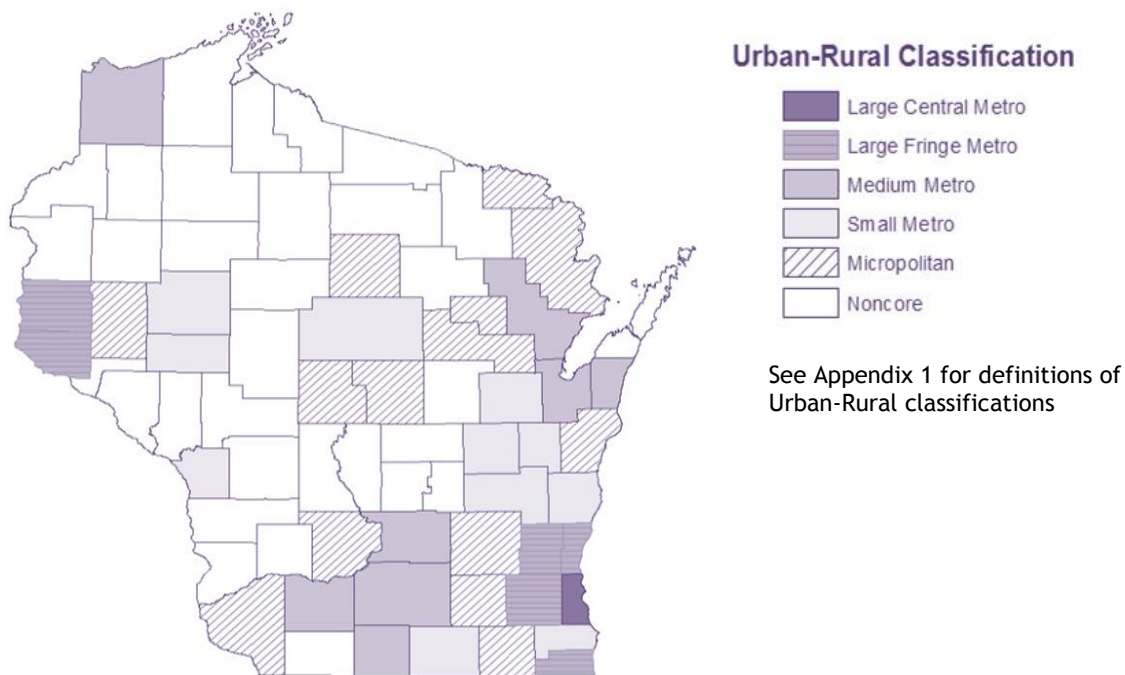 Urban-Rural Classification
Large Central Metro
Large Fringe Metro
Medium Metro
Small Metro
Micropolitan
Noncore
See Appendix 1 for definitions of
Urban-Rural classifications